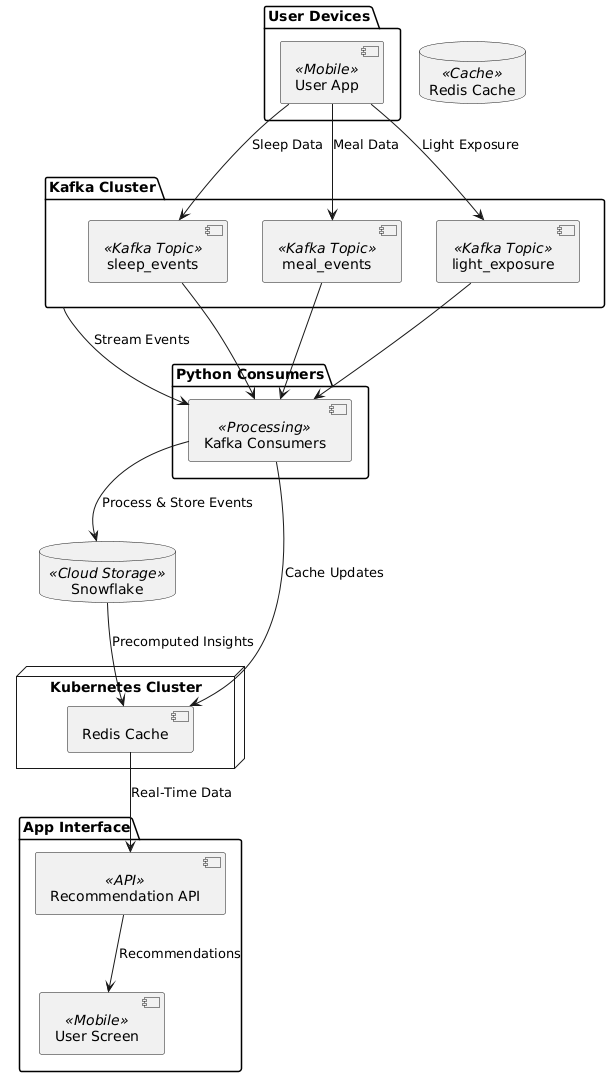 User Devices
«Mobile»
User App
«Cache»
Redis Cache
Sleep Data
Meal Data
Light Exposure
Kafka Cluster
«Kafka Topic»
sleep_events
«Kafka Topic»
meal_events
«Kafka Topic»
light_exposure
Stream Events
Python Consumers
«Processing»
Kafka Consumers
Process & Store Events
«Cloud Storage»
Snowflake
Cache Updates
Precomputed Insights
Kubernetes Cluster
Redis Cache
Real-Time Data
App Interface
«API»
Recommendation API
Recommendations
«Mobile»
User Screen